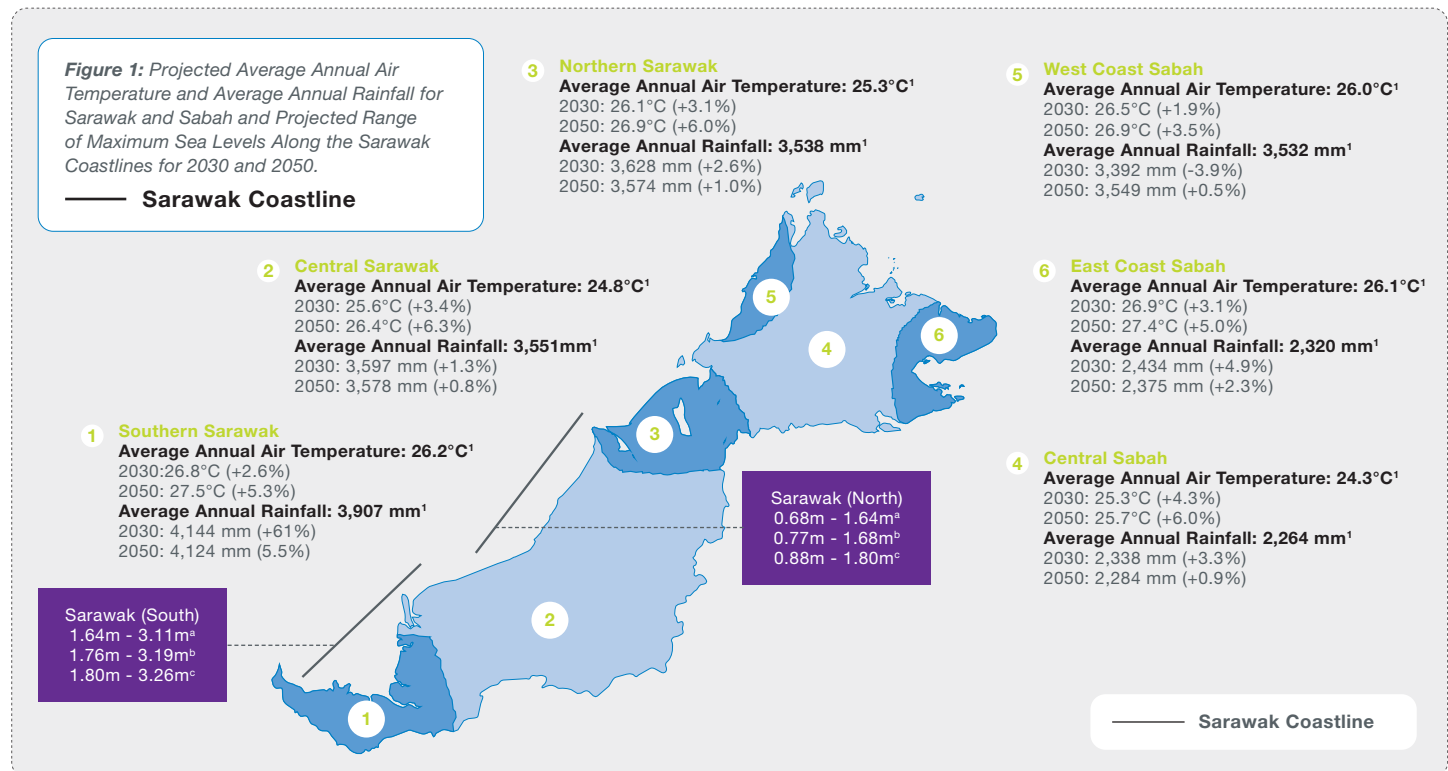 Figure 1: Projected Average Annual Air
Temperature and Average Annual Rainfall for
Sarawak and Sabah and Projected Range
of Maximum Sea Levels Along the Sarawak
Coastlines for 2030 and 2050.
Sarawak Coastline
3 Northern Sarawak
Average Annual Air Temperature: 25.3°C¹
2030: 26.1°C (+3.1%)
2050: 26.9°C (+6.0%)
Average Annual Rainfall: 3,538 mm¹
2030: 3,628 mm (+2.6%)
2050: 3,574 mm (+1.0%)
5 West Coast Sabah
Average Annual Air Temperature: 26.0°C¹
2030: 26.5°C (+1.9%)
2050: 26.9°C (+3.5%)
Average Annual Rainfall: 3,532 mm¹
2030: 3,392 mm (-3.9%)
2050: 3,549 mm (+0.5%)
2 Central Sarawak
Average Annual Air Temperature: 24.8°C¹
2030: 25.6°C (+3.4%)
2050: 26.4°C (+6.3%)
Average Annual Rainfall: 3,551mm¹
2030: 3,597 mm (+1.3%)
2050: 3,578 mm (+0.8%)
6 East Coast Sabah
Average Annual Air Temperature: 26.1°C¹
2030: 26.9°C (+3.1%)
2050: 27.4°C (+5.0%)
Average Annual Rainfall: 2,320 mm¹
2030: 2,434 mm (+4.9%)
2050: 2,375 mm (+2.3%)
1 Southern Sarawak
Average Annual Air Temperature: 26.2°C¹
2030:26.8°C (+2.6%)
2050: 27.5°C (+5.3%)
Average Annual Rainfall: 3,907 mm¹
2030: 4,144 mm (+61%)
2050: 4,124 mm (5.5%)
4 Central Sabah
Average Annual Air Temperature: 24.3°C¹
2030: 25.3°C (+4.3%)
2050: 25.7°C (+6.0%)
Average Annual Rainfall: 2,264 mm¹
2030: 2,338 mm (+3.3%)
2050: 2,284 mm (+0.9%)
5
6
4
3
2
1
Sarawak (North)
0.68m - 1.64mᵃ
0.77m - 1.68mᵇ
0.88m - 1.80mᶜ
Sarawak (South)
1.64m - 3.11mᵃ
1.76m - 3.19mᵇ
1.80m - 3.26mᶜ
Sarawak Coastline